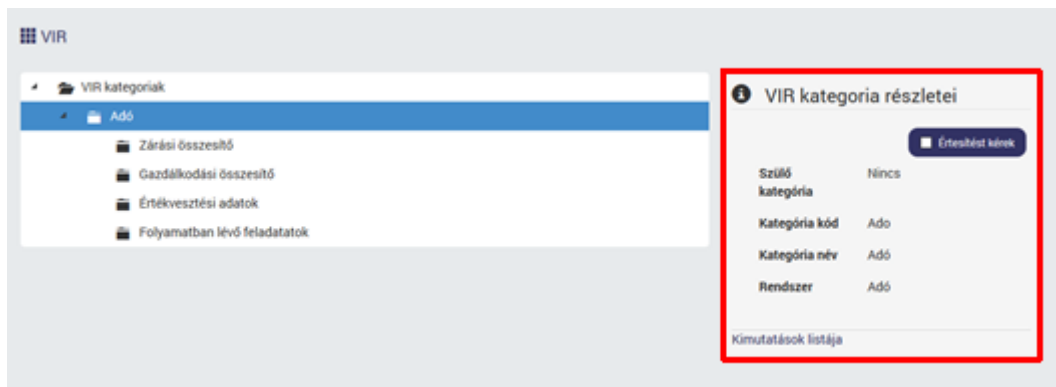 VIR
VIR kategoriak
Adó
Zárási összesítő
Gazdálkodási összesítő
Értékvesztési adatok
Folyamatban lévő feladatatok
VIR kategoria részletei
Értesítést kérek
Szülő kategória Nincs
Kategória kód Ado
Kategória név Adó
Rendszer Adó
Kimutatások listája